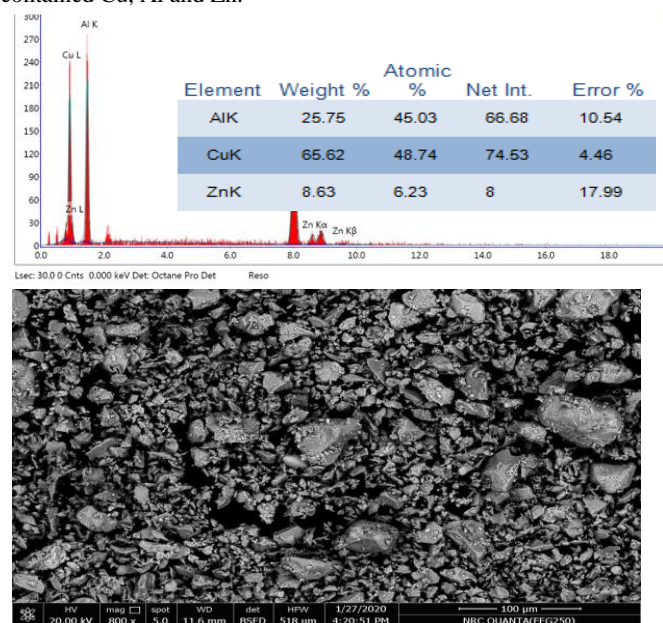 contained Cu, Al and Zn.
300
270
240
210
180
150
120
90
60
30
0.0
Al K
Cu L
Zn L
Element Weight % Atomic % Net Int. Error %
AlK 25.75 45.03 66.68 10.54
CuK 65.62 48.74 74.53 4.46
ZnK 8.63 6.23 8 17.99
Zn Kα
Zn Kβ
0.0 2.0 4.0 6.0 8.0 10.0 12.0 14.0 16.0 18.0
Lsec: 30.0 0 Cnts 0.000 keV Det: Octane Pro Det Reso
HV mag spot WD det HFW 1/27/2020 100 µm
20.00 kV 800 x 5.0 11.6 mm BSED 518 µm 4:20:51 PM NRC QUANTA(FEG250)